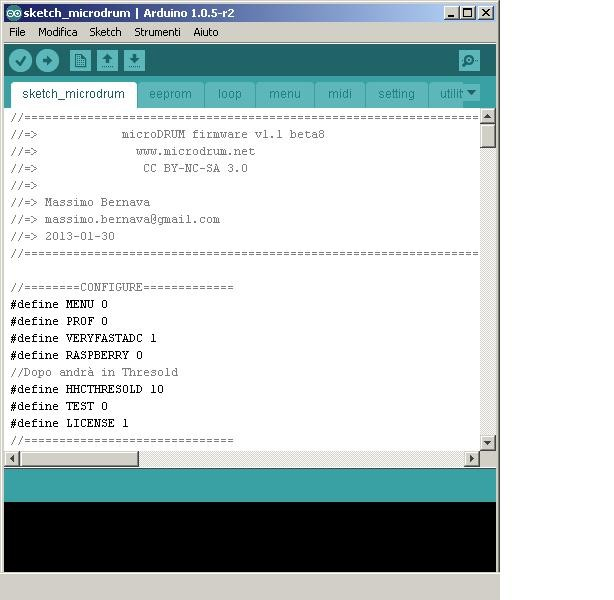 sketch_microdrum | Arduino 1.0.5-r2
File Modifica Sketch Strumenti Aiuto
sketch_microdrum eeprom loop menu midi setting utilit
//==================================================================
//=> microDRUM firmware v1.1 beta8
//=> www.microdrum.net
//=> CC BY-NC-SA 3.0
//=>
//=> Massimo Bernava
//=> massimo.bernava@gmail.com
//=> 2013-01-30
//==================================================================
//========CONFIGURE=============
#define MENU 0
#define PROF 0
#define VERYFASTADC 1
#define RASPBERRY 0
//Dopo andrà in Thresold
#define HHCTHRESOLD 10
#define TEST 0
#define LICENSE 1
//==============================